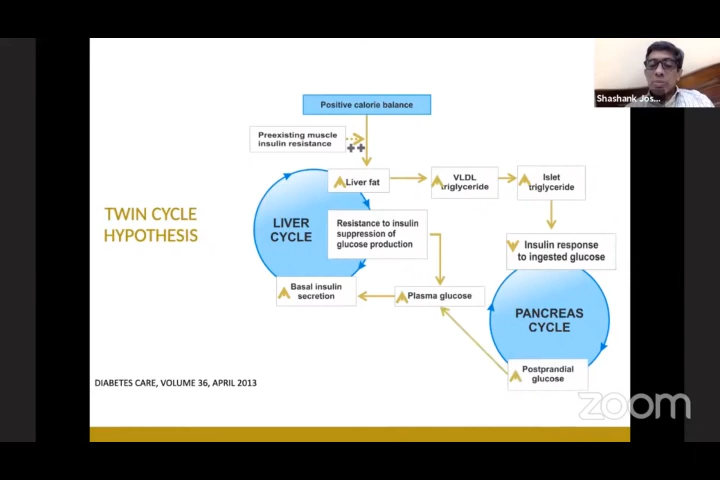 Shashank Jos...
Positive calorie balance
Preexisting muscle
insulin resistance
Liver fat
VLDL
triglyceride
Islet
triglyceride
TWIN CYCLE
HYPOTHESIS
LIVER
CYCLE
Resistance to insulin
suppression of
glucose production
Insulin response
to ingested glucose
Basal insulin
secretion
Plasma glucose
PANCREAS
CYCLE
Postprandial
glucose
DIABETES CARE, VOLUME 36, APRIL 2013
zoom